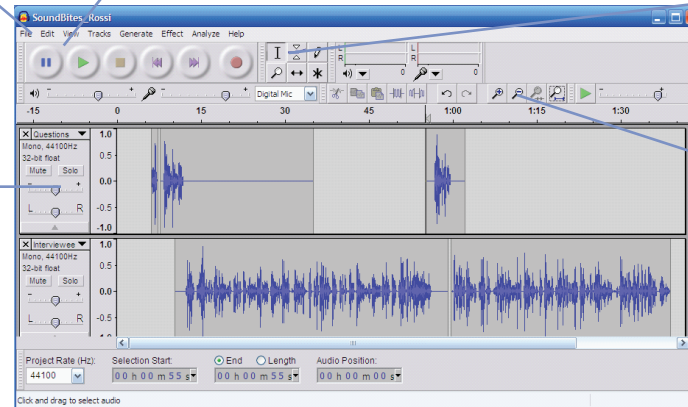 SoundBites_Rossi
File Edit View Tracks Generate Effect Analyze Help
L
R
L
R
0
0
Digital Mic
-15 0 15 30 45 1:00 1:15 1:30
X Questions
Mono, 44100Hz
32-bit float
Mute Solo
- +
L R
1.0
0.5
0.0
-0.5
-1.0
X Interviewee
Mono, 44100Hz
32-bit float
Mute Solo
- +
L R
1.0
0.5
0.0
-0.5
Project Rate (Hz): Selection Start: End Length Audio Position:
44100 00 h 00 m 55 s 00 h 00 m 55 s 00 h 00 m 00 s
Click and drag to select audio